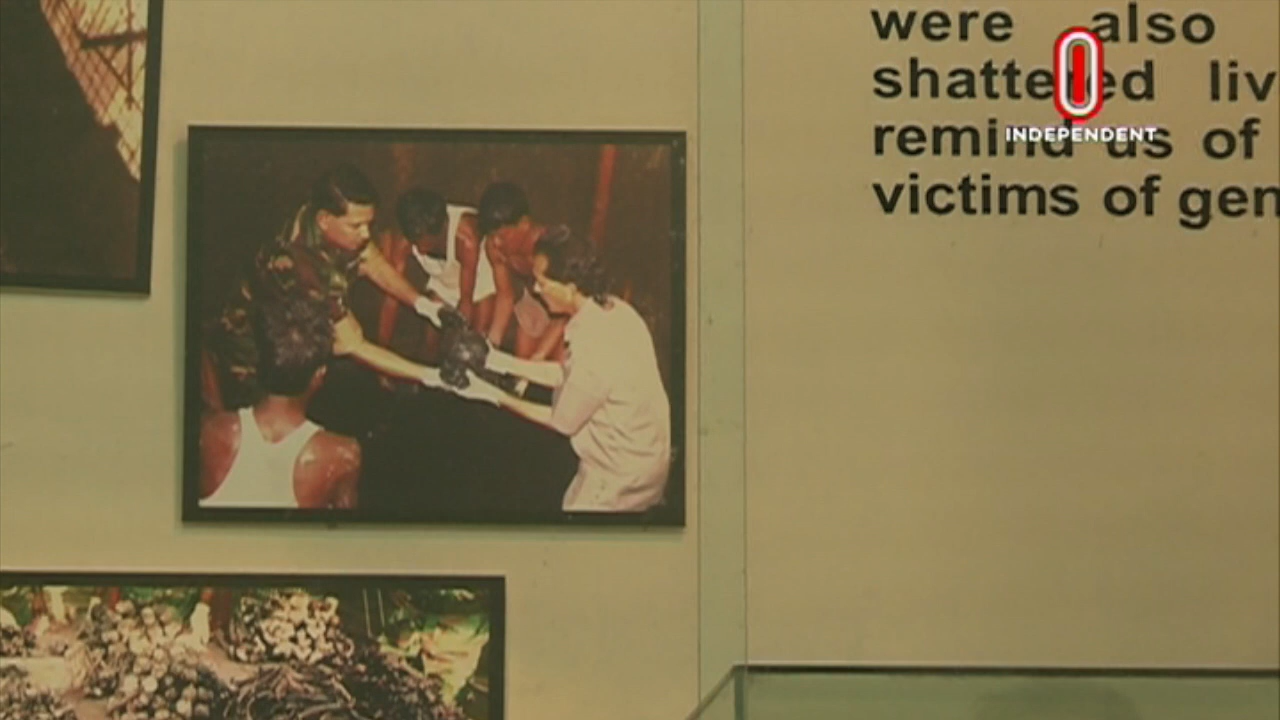 were also
shattered liv
remind us of
victims of gen
INDEPENDENT